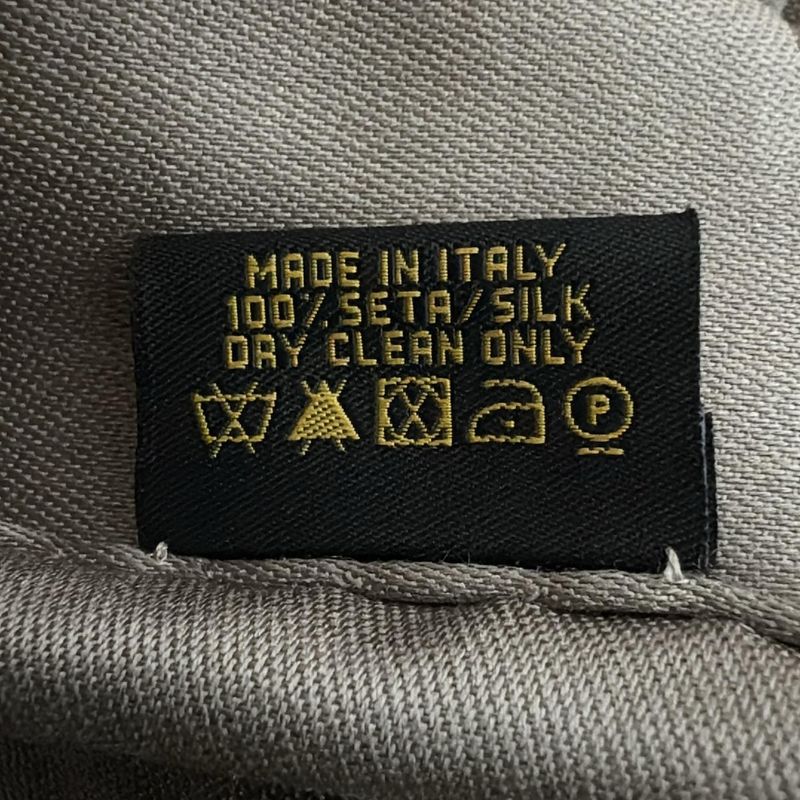 MADE IN ITALY
100% SETA/SILK
DRY CLEAN ONLY
P